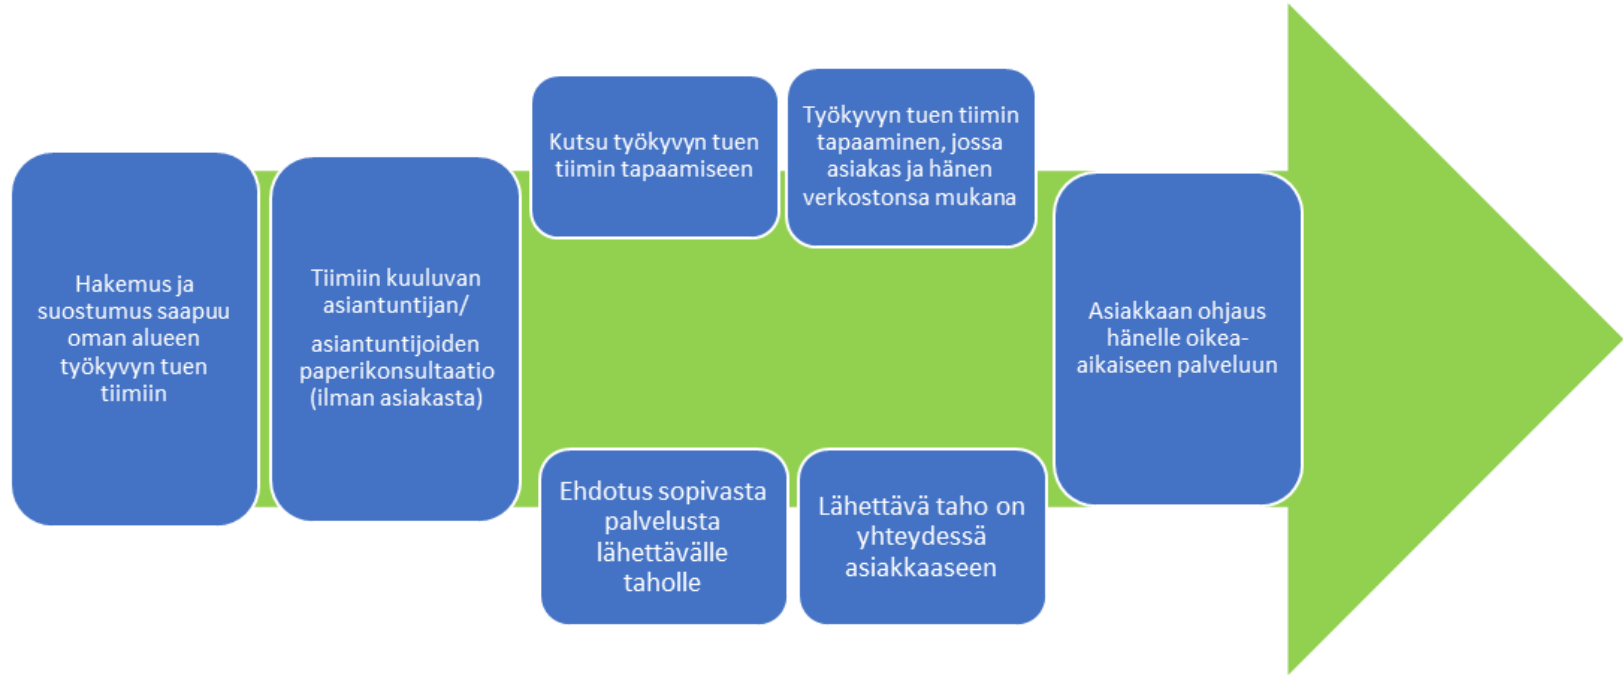 Hakemus ja
suostumus saapuu
oman alueen
työkyvyn tuen
tiimiin
Tiimiin kuuluvan
asiantuntijan/
asiantuntijoiden
paperikonsultaatio
(ilman asiakasta)
Kutsu työkyvyn tuen
tiimin tapaamiseen
Työkyvyn tuen tiimin
tapaaminen, jossa
asiakas ja hänen
verkostonsa mukana
Ehdotus sopivasta
palvelusta
lähettävälle
taholle
Lähettävä taho on
yhteydessä
asiakkaaseen
Asiakkaan ohjaus
hänelle oikea-
aikaiseen palveluun